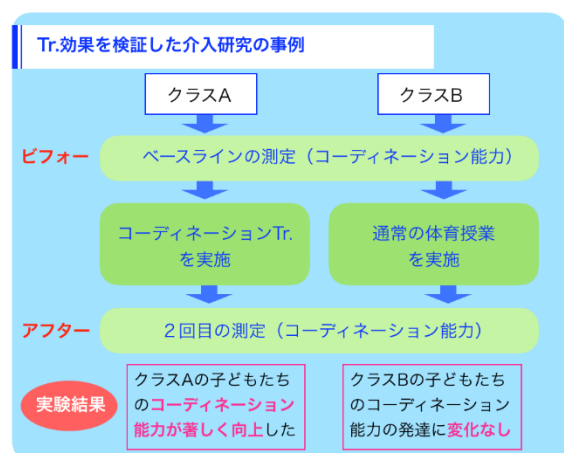 Tr.効果を検証した介入研究の事例
クラスA
クラスB
ビフォー
ベースラインの測定（コーディネーション能力）
コーディネーションTr.
を実施
通常の体育授業
を実施
アフター
２回目の測定（コーディネーション能力）
実験結果
クラスAの子どもたち
のコーディネーション
能力が著しく向上した
クラスBの子どもたち
のコーディネーション
能力の発達に変化なし